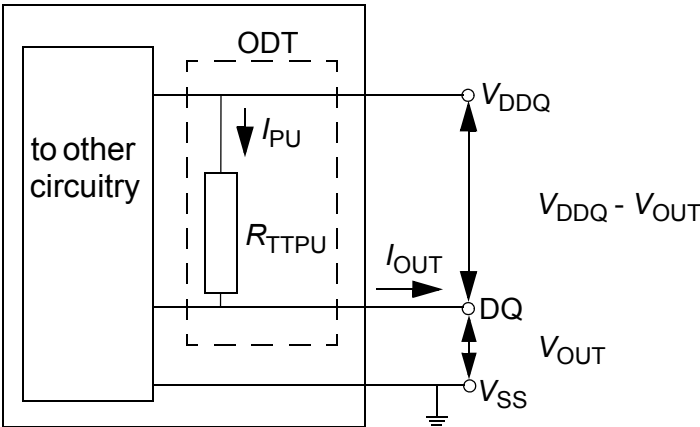 ODT
V_DDQ
I_PU
to other
circuitry
V_DDQ - V_OUT
R_TTPU
I_OUT
DQ
V_OUT
V_SS